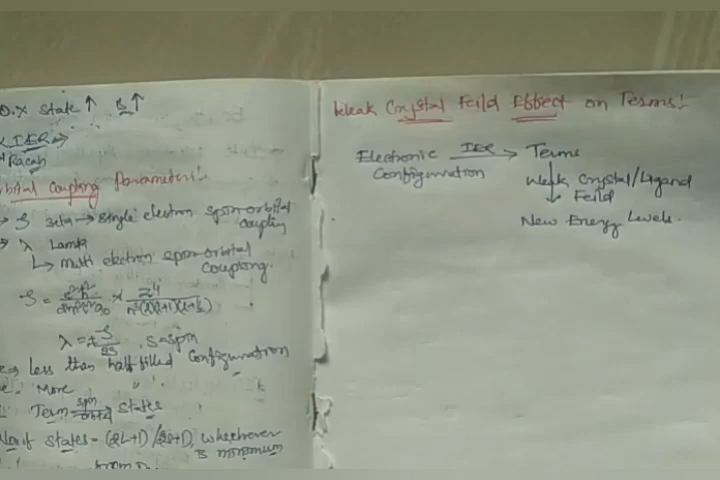 O.X State ↑ B ↑
IER →
Racah
orbital Coupling Parameters:
zeta → single electron spin orbital
coupling
λ Lamda
↳ multi electron spin orbital
coupling.
λ = ± ζ/2S , S = spin
less than half filled Configuration
More "
Term spin orbital States
No of States = (2L+1) / (2S+1), whichever
is minimum
Weak Crystal Feild Effect on Terms:
Electronic IER → Terms
Configuration
Weak Crystal/Ligand
Feild
New Energy Levels.